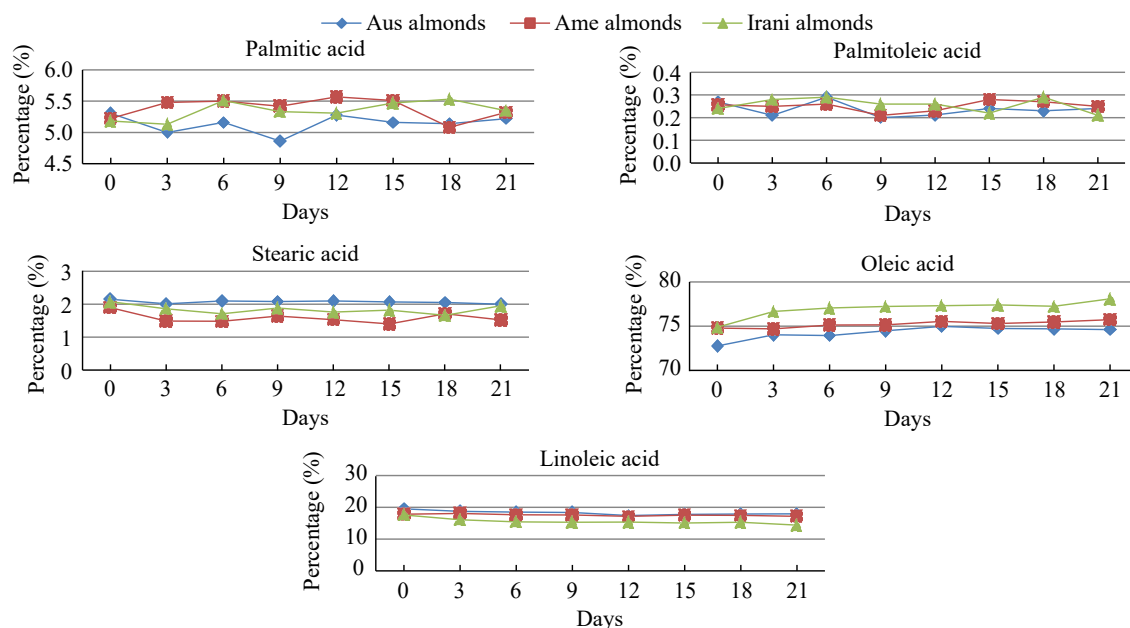 Aus almonds Ame almonds Irani almonds
Palmitic acid
Percentage (%)
6.0
5.5
5.0
4.5
0 3 6 9 12 15 18 21
Days
Palmitoleic acid
Percentage (%)
0.4
0.3
0.2
0.1
0.0
0 3 6 9 12 15 18 21
Days
Stearic acid
Percentage (%)
3
2
1
0
0 3 6 9 12 15 18 21
Days
Oleic acid
Percentage (%)
80
75
70
0 3 6 9 12 15 18 21
Days
Linoleic acid
Percentage (%)
30
20
10
0
0 3 6 9 12 15 18 21
Days